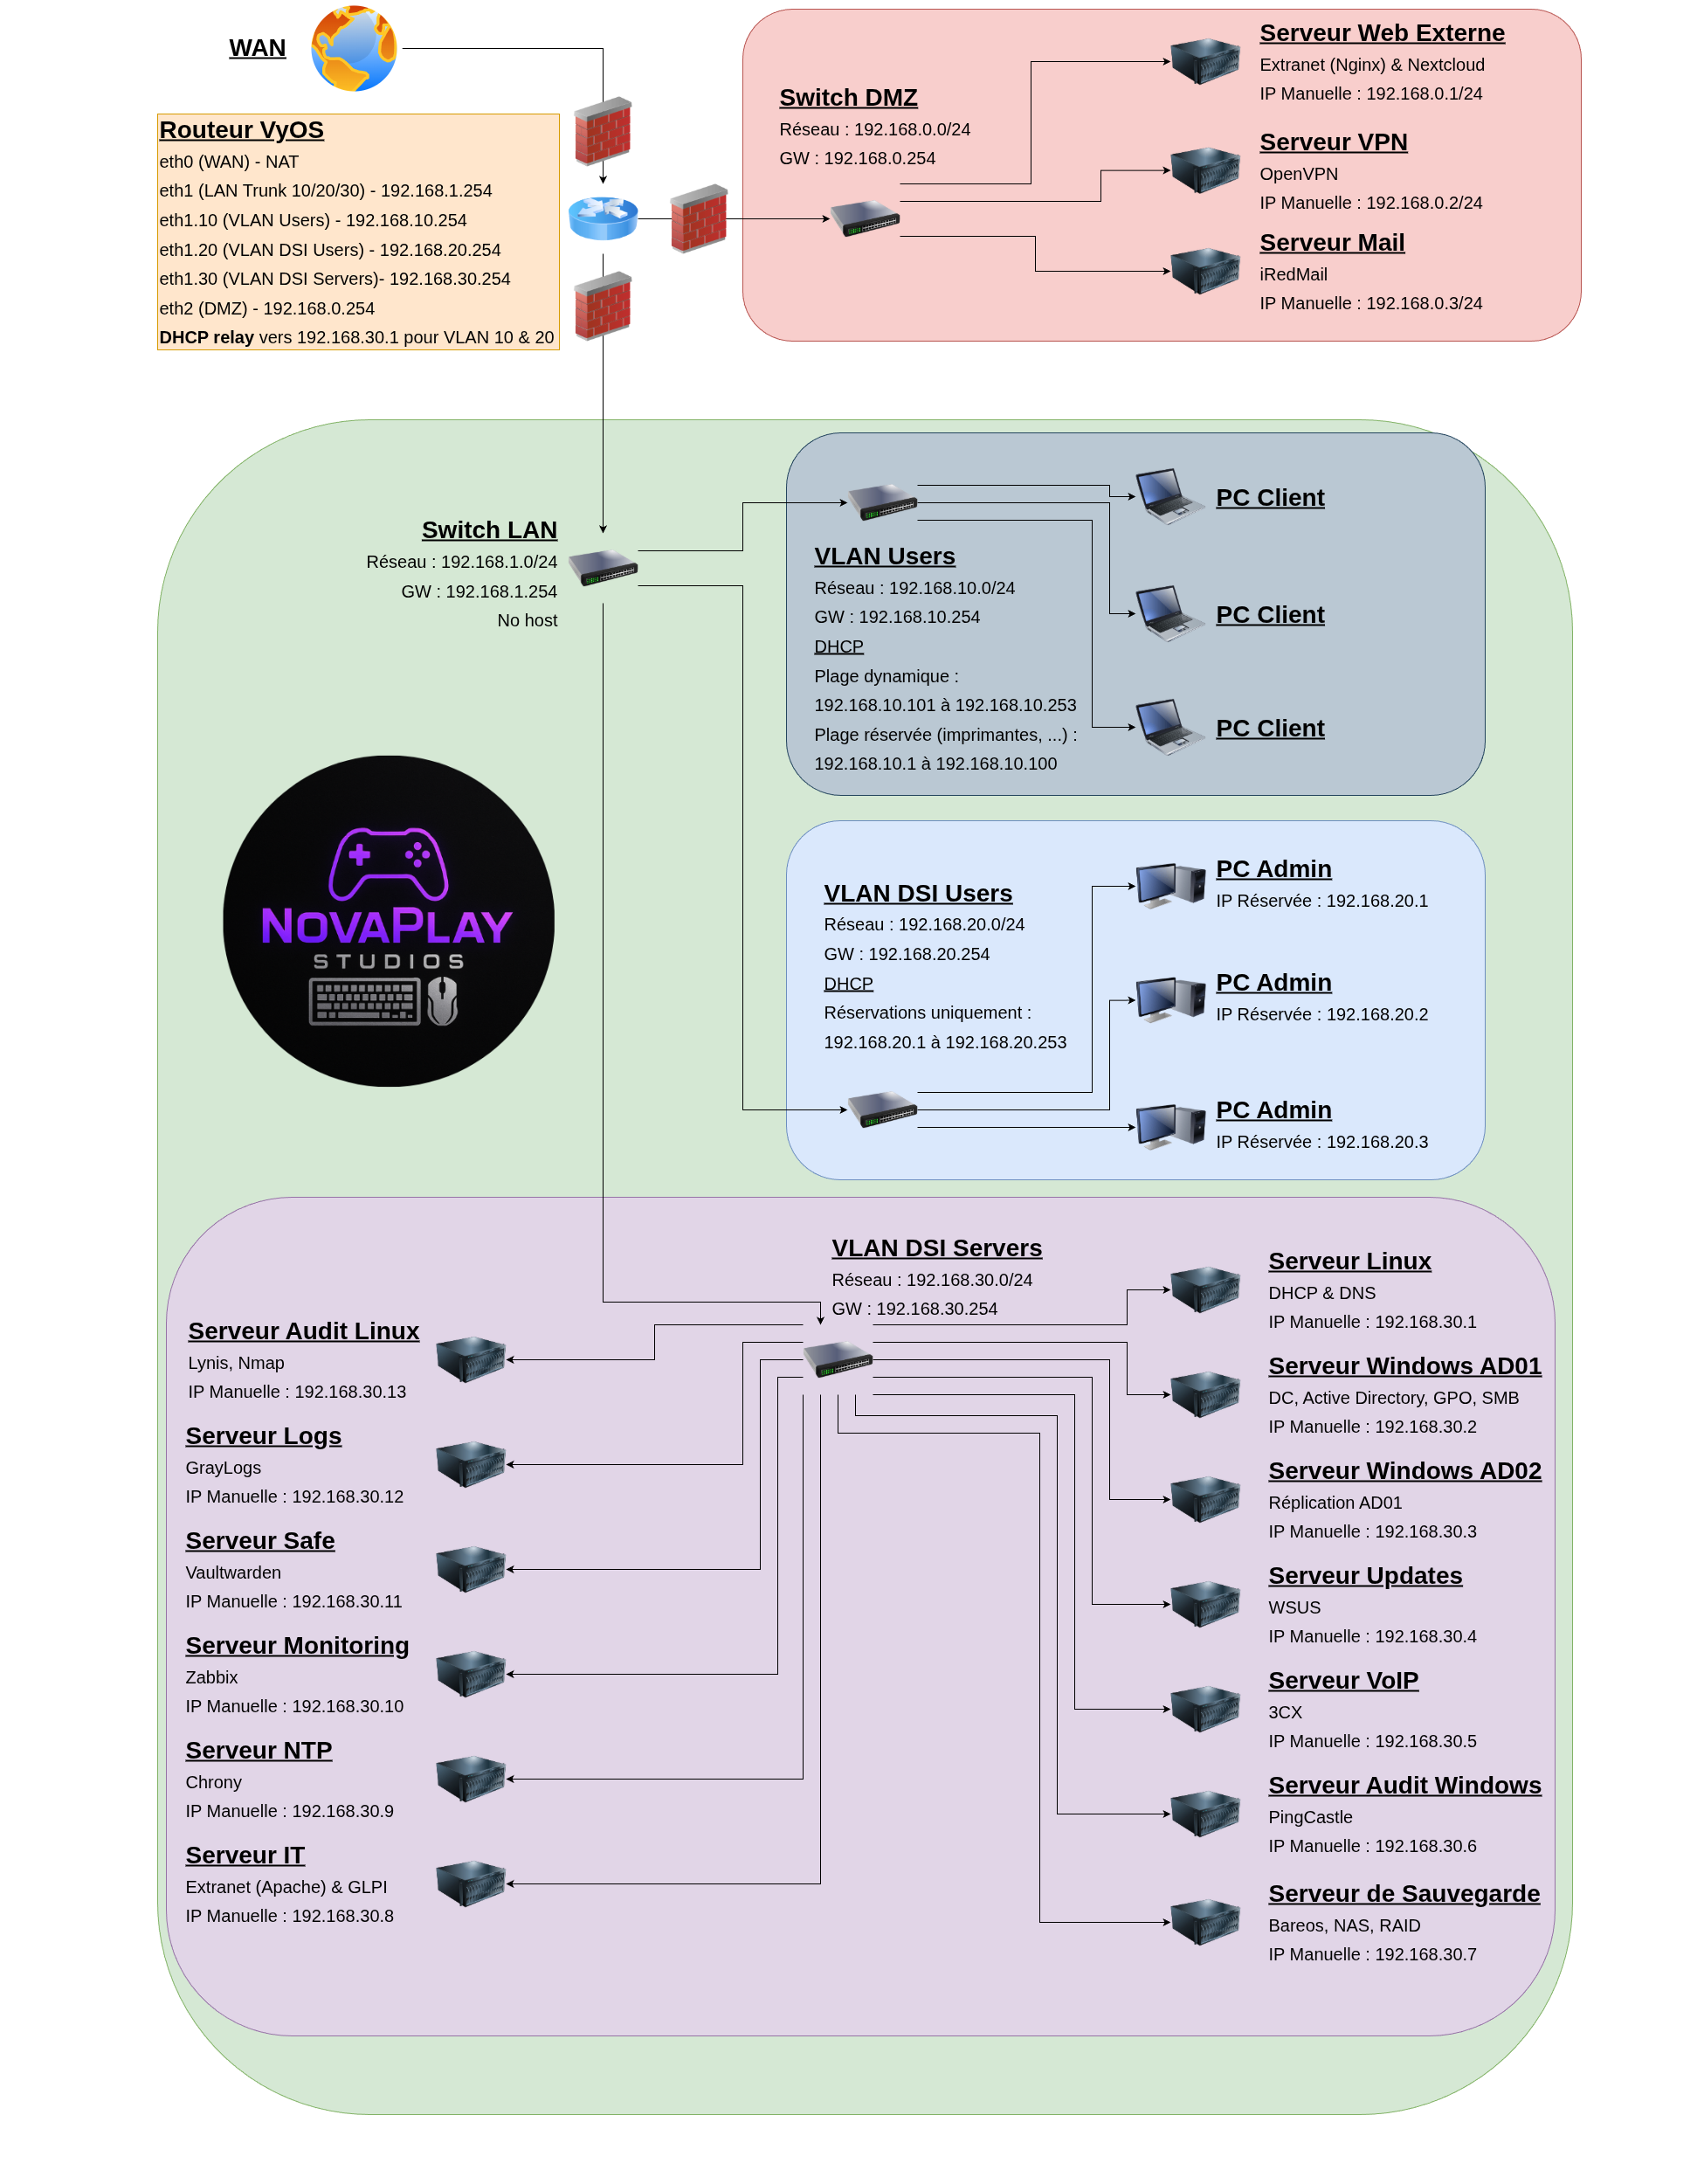 WAN
Routeur VyOS
eth0 (WAN) - NAT
eth1 (LAN Trunk 10/20/30) - 192.168.1.254
eth1.10 (VLAN Users) - 192.168.10.254
eth1.20 (VLAN DSI Users) - 192.168.20.254
eth1.30 (VLAN DSI Servers)- 192.168.30.254
eth2 (DMZ) - 192.168.0.254
DHCP relay vers 192.168.30.1 pour VLAN 10 & 20
Switch DMZ
Réseau : 192.168.0.0/24
GW : 192.168.0.254
Serveur Web Externe
Extranet (Nginx) & Nextcloud
IP Manuelle : 192.168.0.1/24
Serveur VPN
OpenVPN
IP Manuelle : 192.168.0.2/24
Serveur Mail
iRedMail
IP Manuelle : 192.168.0.3/24
Switch LAN
Réseau : 192.168.1.0/24
GW : 192.168.1.254
No host
VLAN Users
Réseau : 192.168.10.0/24
GW : 192.168.10.254
DHCP
Plage dynamique :
192.168.10.101 à 192.168.10.253
Plage réservée (imprimantes, ...) :
192.168.10.1 à 192.168.10.100
PC Client
PC Client
PC Client
NOVAPLAY
STUDIOS
VLAN DSI Users
Réseau : 192.168.20.0/24
GW : 192.168.20.254
DHCP
Réservations uniquement :
192.168.20.1 à 192.168.20.253
PC Admin
IP Réservée : 192.168.20.1
PC Admin
IP Réservée : 192.168.20.2
PC Admin
IP Réservée : 192.168.20.3
VLAN DSI Servers
Réseau : 192.168.30.0/24
GW : 192.168.30.254
Serveur Audit Linux
Lynis, Nmap
IP Manuelle : 192.168.30.13
Serveur Logs
GrayLogs
IP Manuelle : 192.168.30.12
Serveur Safe
Vaultwarden
IP Manuelle : 192.168.30.11
Serveur Monitoring
Zabbix
IP Manuelle : 192.168.30.10
Serveur NTP
Chrony
IP Manuelle : 192.168.30.9
Serveur IT
Extranet (Apache) & GLPI
IP Manuelle : 192.168.30.8
Serveur Linux
DHCP & DNS
IP Manuelle : 192.168.30.1
Serveur Windows AD01
DC, Active Directory, GPO, SMB
IP Manuelle : 192.168.30.2
Serveur Windows AD02
Réplication AD01
IP Manuelle : 192.168.30.3
Serveur Updates
WSUS
IP Manuelle : 192.168.30.4
Serveur VoIP
3CX
IP Manuelle : 192.168.30.5
Serveur Audit Windows
PingCastle
IP Manuelle : 192.168.30.6
Serveur de Sauvegarde
Bareos, NAS, RAID
IP Manuelle : 192.168.30.7